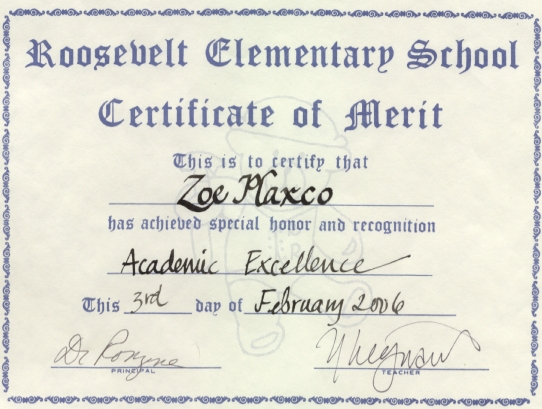 Roosevelt Elementary School
Certificate of Merit
This is to certify that
Zoe Plaxco
has achieved special honor and recognition
Academic Excellence
This 3rd day of February 2006
Dr
PRINCIPAL
TEACHER